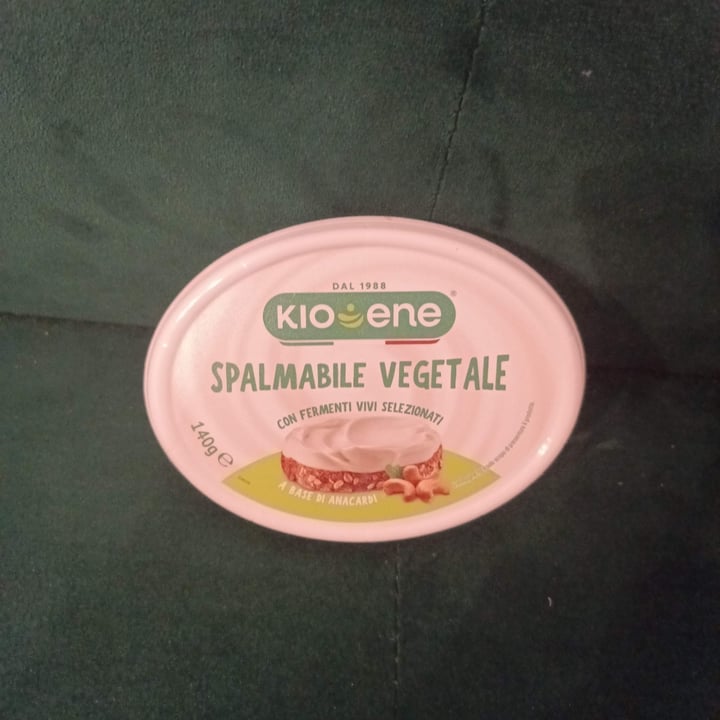 DAL 1988
KIOENE®
SPALMABILE VEGETALE
CON FERMENTI VIVI SELEZIONATI
140g ℮
A BASE DI ANACARDI